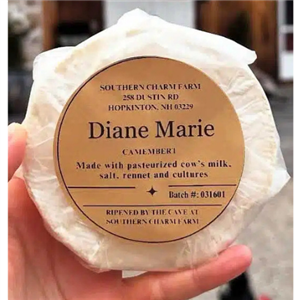 SOUTHERN CHARM FARM
258 DUSTIN RD
HOPKINTON, NH 03229
Diane Marie
CAMEMBERT
Made with pasteurized cow's milk,
salt, rennet and cultures
Batch #: 031601
RIPENED BY THE CAVE AT
SOUTHERN CHARM FARM